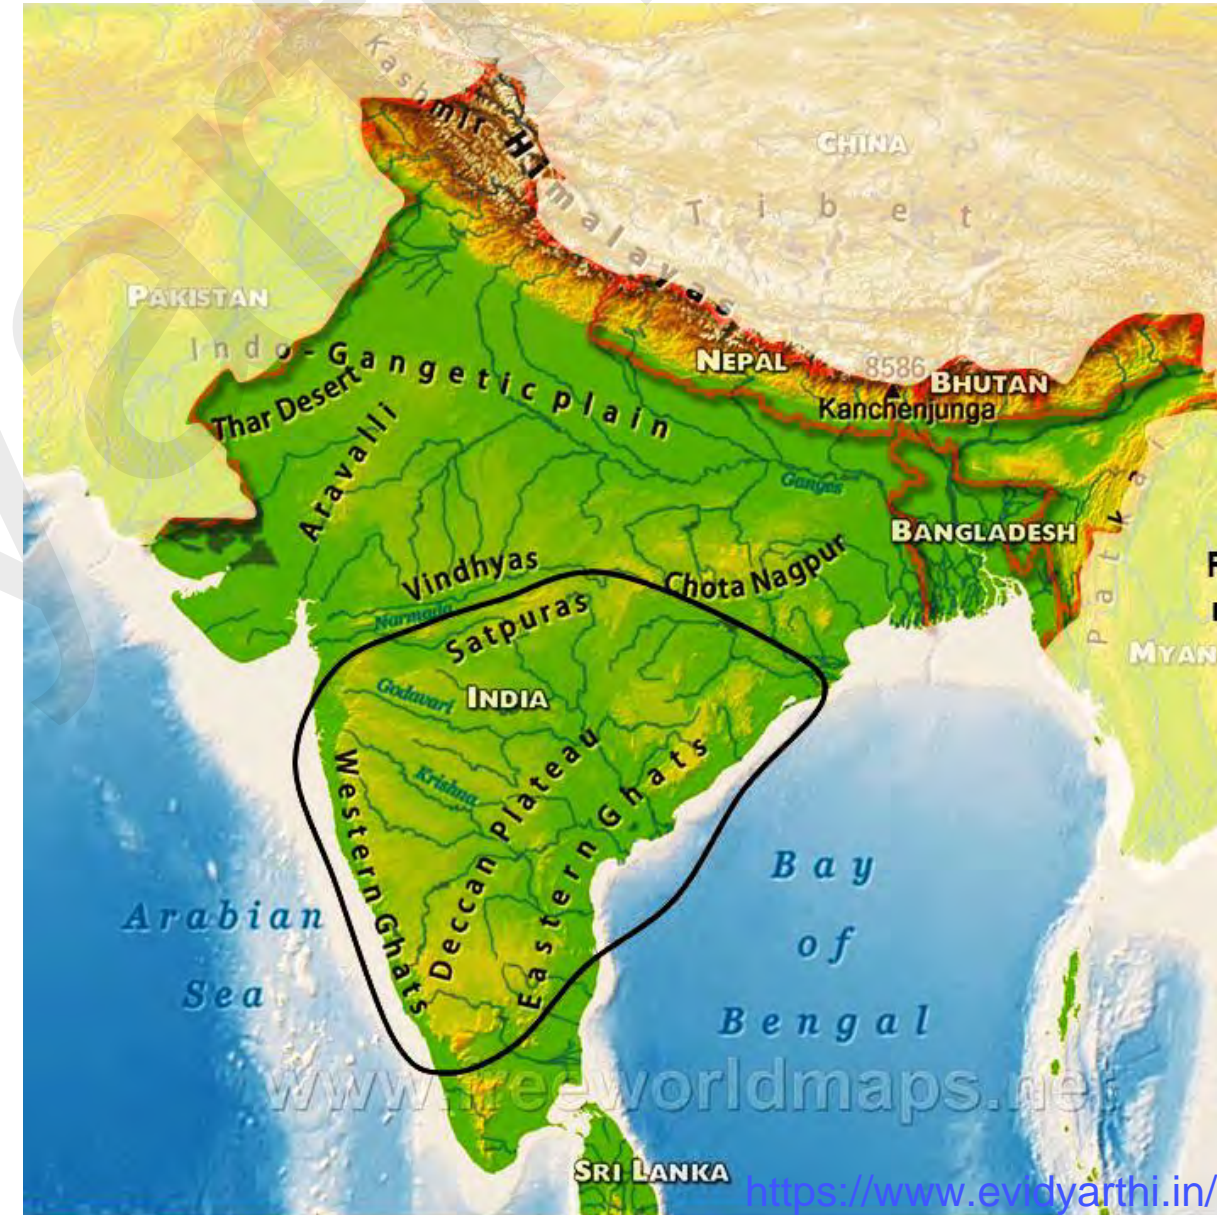 Kashmir Himalayas
CHINA
Tibet
PAKISTAN
Indo-Gangetic plain
NEPAL
8586
BHUTAN
Kanchenjunga
Thar Desert
Aravalli
Ganges
BANGLADESH
Patkai
Vindhyas
Chota Nagpur
Narmada
Satpuras
MYAN
Godavari
INDIA
Western Ghats
Krishna
Deccan Plateau
Eastern Ghats
Arabian
Sea
Bay
of
Bengal
www.freeworldmaps.net
SRI LANKA
https://www.evidyarthi.in/